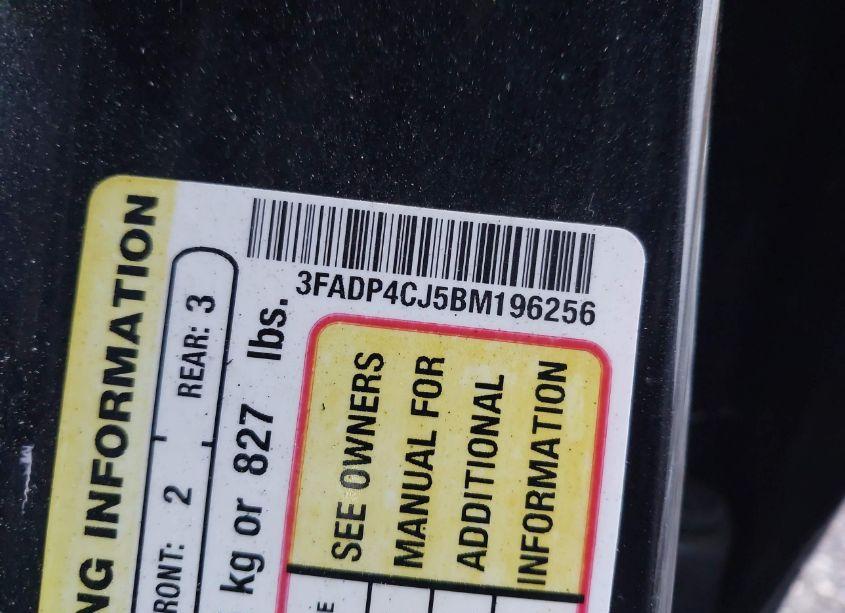 3FADP4CJ5BM196256
NG INFORMATION
RONT: 2 REAR: 3
kg or 827 lbs.
SEE OWNERS
MANUAL FOR
ADDITIONAL
INFORMATION
E